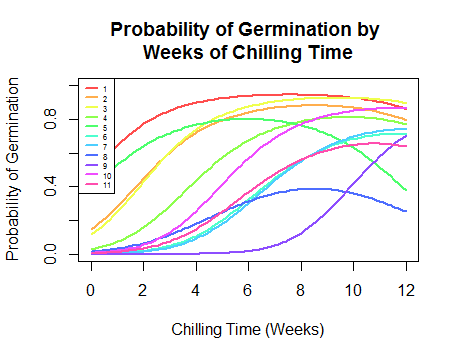 Probability of Germination by
Weeks of Chilling Time
Probability of Germination
0.8
0.4
0.0
1
2
3
4
5
6
7
8
9
10
11
0 2 4 6 8 10 12
Chilling Time (Weeks)